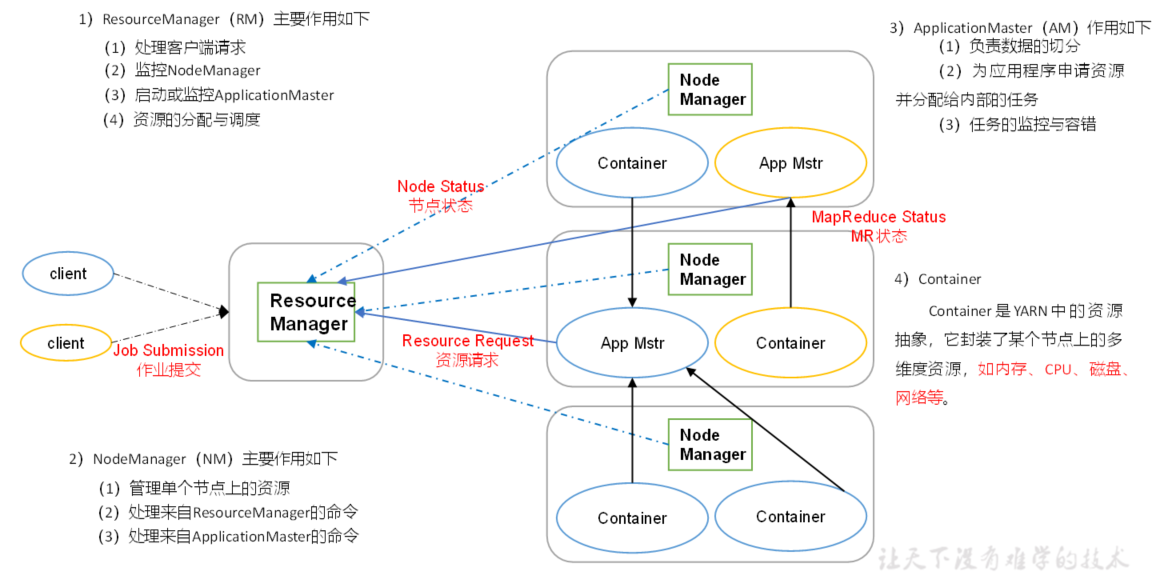 1）ResourceManager（RM）主要作用如下
（1）处理客户端请求
（2）监控NodeManager
（3）启动或监控ApplicationMaster
（4）资源的分配与调度
3）ApplicationMaster（AM）作用如下
（1）负责数据的切分
（2）为应用程序申请资源
并分配给内部的任务
（3）任务的监控与容错
Node
Manager
Container
App Mstr
Node Status
节点状态
MapReduce Status
MR状态
client
client
Job Submission
作业提交
Resource
Manager
Resource Request
资源请求
Node
Manager
App Mstr
Container
4）Container
Container是YARN中的资源
抽象，它封装了某个节点上的多
维度资源，如内存、CPU、磁盘、
网络等。
Node
Manager
Container
Container
2）NodeManager（NM）主要作用如下
（1）管理单个节点上的资源
（2）处理来自ResourceManager的命令
（3）处理来自ApplicationMaster的命令
让天下没有难学的技术